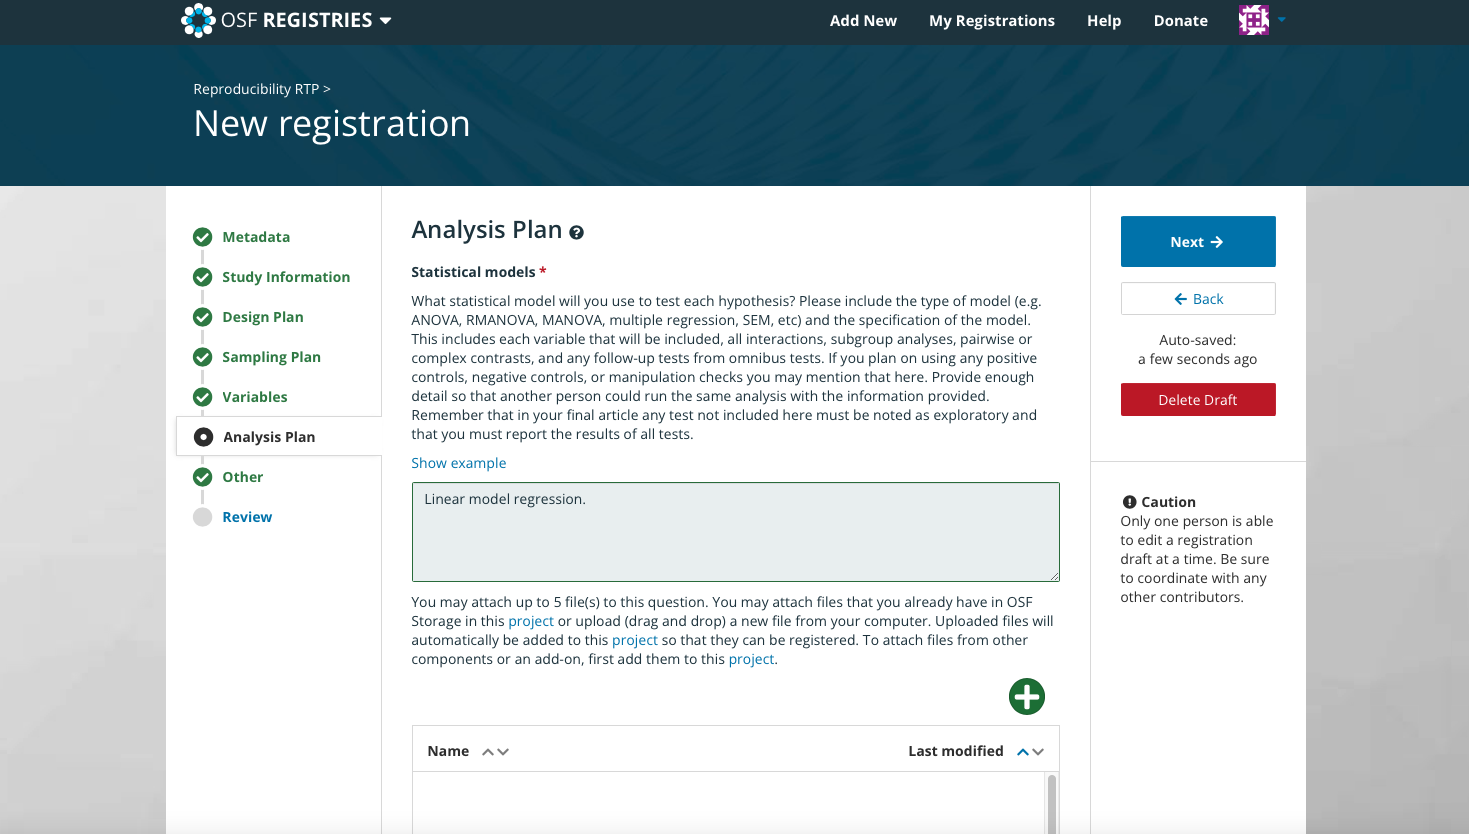 OSF REGISTRIES
Add New
My Registrations
Help
Donate
Reproducibility RTP >
New registration
Metadata
Study Information
Design Plan
Sampling Plan
Variables
Analysis Plan
Other
Review
Analysis Plan ?
Statistical models *
What statistical model will you use to test each hypothesis? Please include the type of model (e.g.
ANOVA, RMANOVA, MANOVA, multiple regression, SEM, etc) and the specification of the model.
This includes each variable that will be included, all interactions, subgroup analyses, pairwise or
complex contrasts, and any follow-up tests from omnibus tests. If you plan on using any positive
controls, negative controls, or manipulation checks you may mention that here. Provide enough
detail so that another person could run the same analysis with the information provided.
Remember that in your final article any test not included here must be noted as exploratory and
that you must report the results of all tests.
Show example
Linear model regression.
You may attach up to 5 file(s) to this question. You may attach files that you already have in OSF
Storage in this project or upload (drag and drop) a new file from your computer. Uploaded files will
automatically be added to this project so that they can be registered. To attach files from other
components or an add-on, first add them to this project.
Name
Last modified
Next →
← Back
Auto-saved:
a few seconds ago
Delete Draft
! Caution
Only one person is able
to edit a registration
draft at a time. Be sure
to coordinate with any
other contributors.